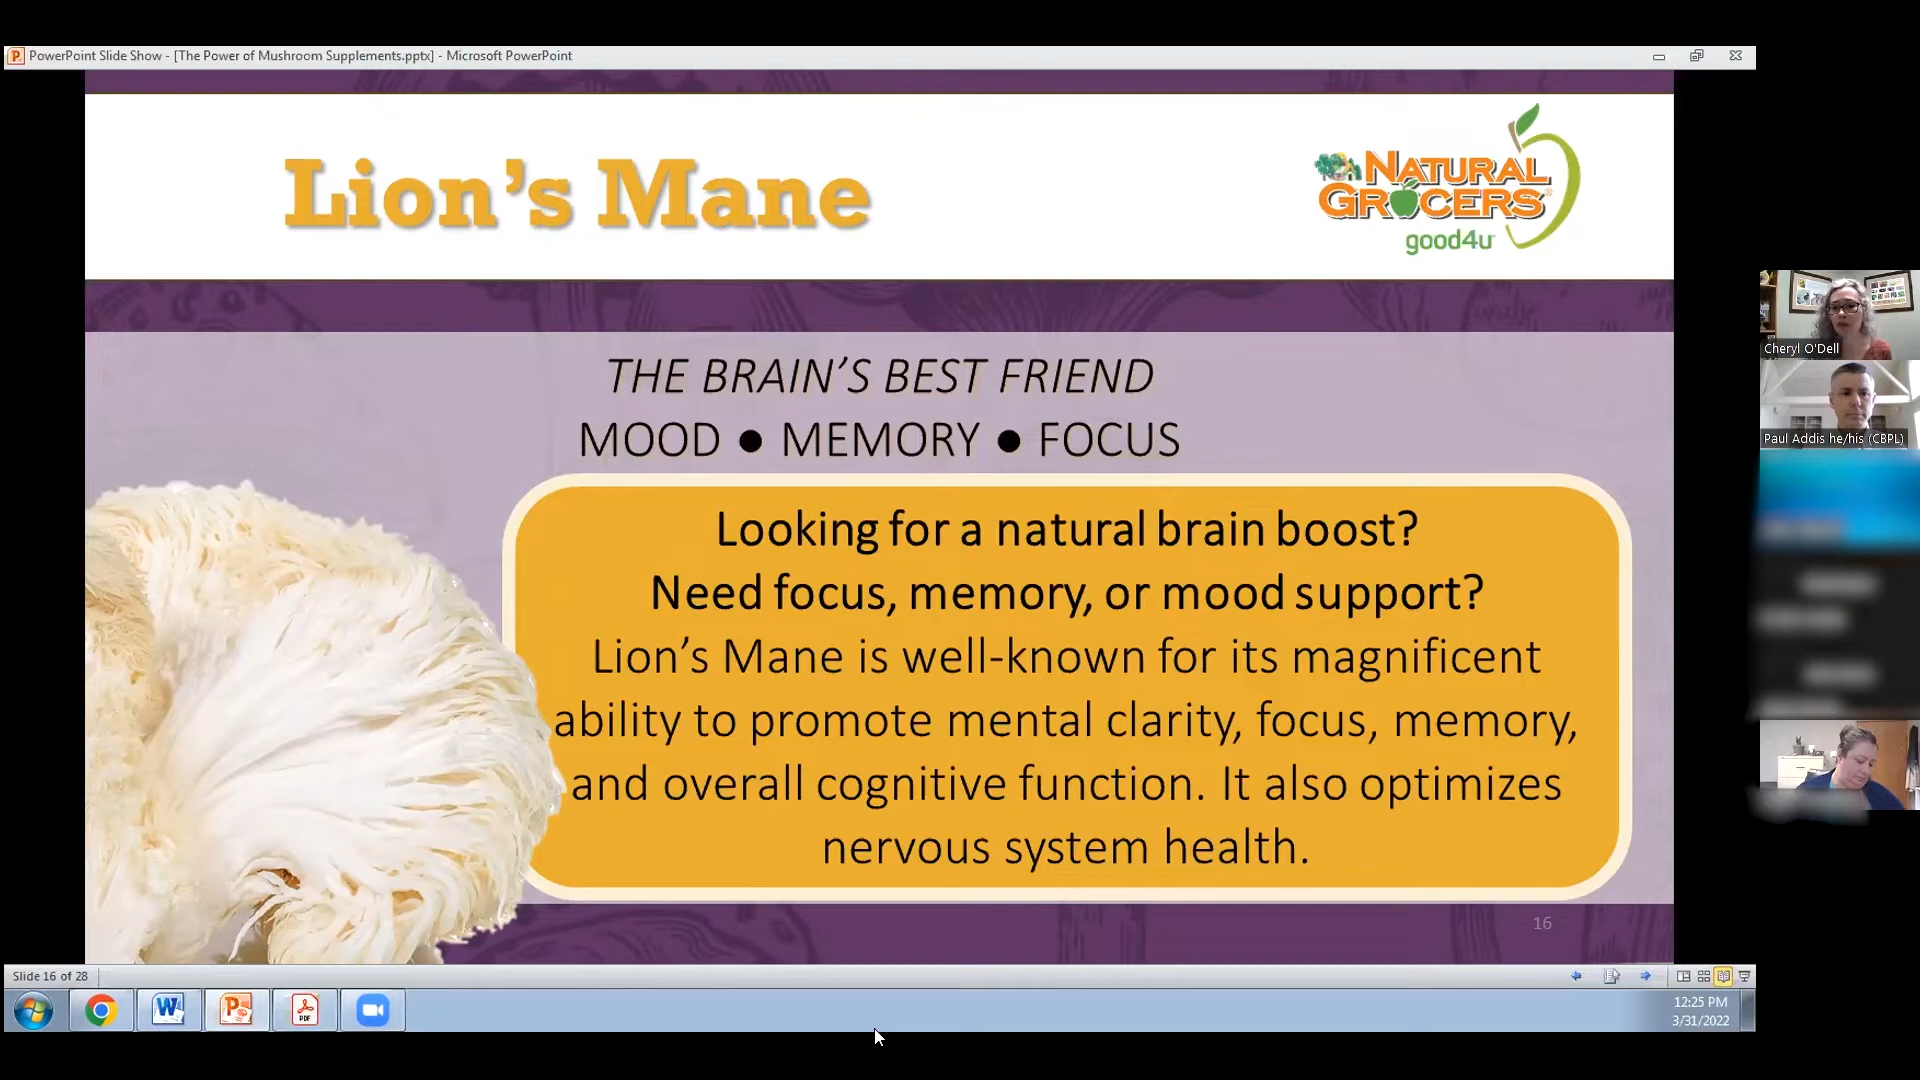 PowerPoint Slide Show - [The Power of Mushroom Supplements.pptx] - Microsoft PowerPoint
Lion’s Mane
NATURAL
GROCERS®
good4u
THE BRAIN’S BEST FRIEND
MOOD ● MEMORY ● FOCUS
Looking for a natural brain boost?
Need focus, memory, or mood support?
Lion’s Mane is well-known for its magnificent
ability to promote mental clarity, focus, memory,
and overall cognitive function. It also optimizes
nervous system health.
16
Cheryl O'Dell
Paul Addis he/his (CBPL)
Slide 16 of 28
PDF
12:25 PM
3/31/2022